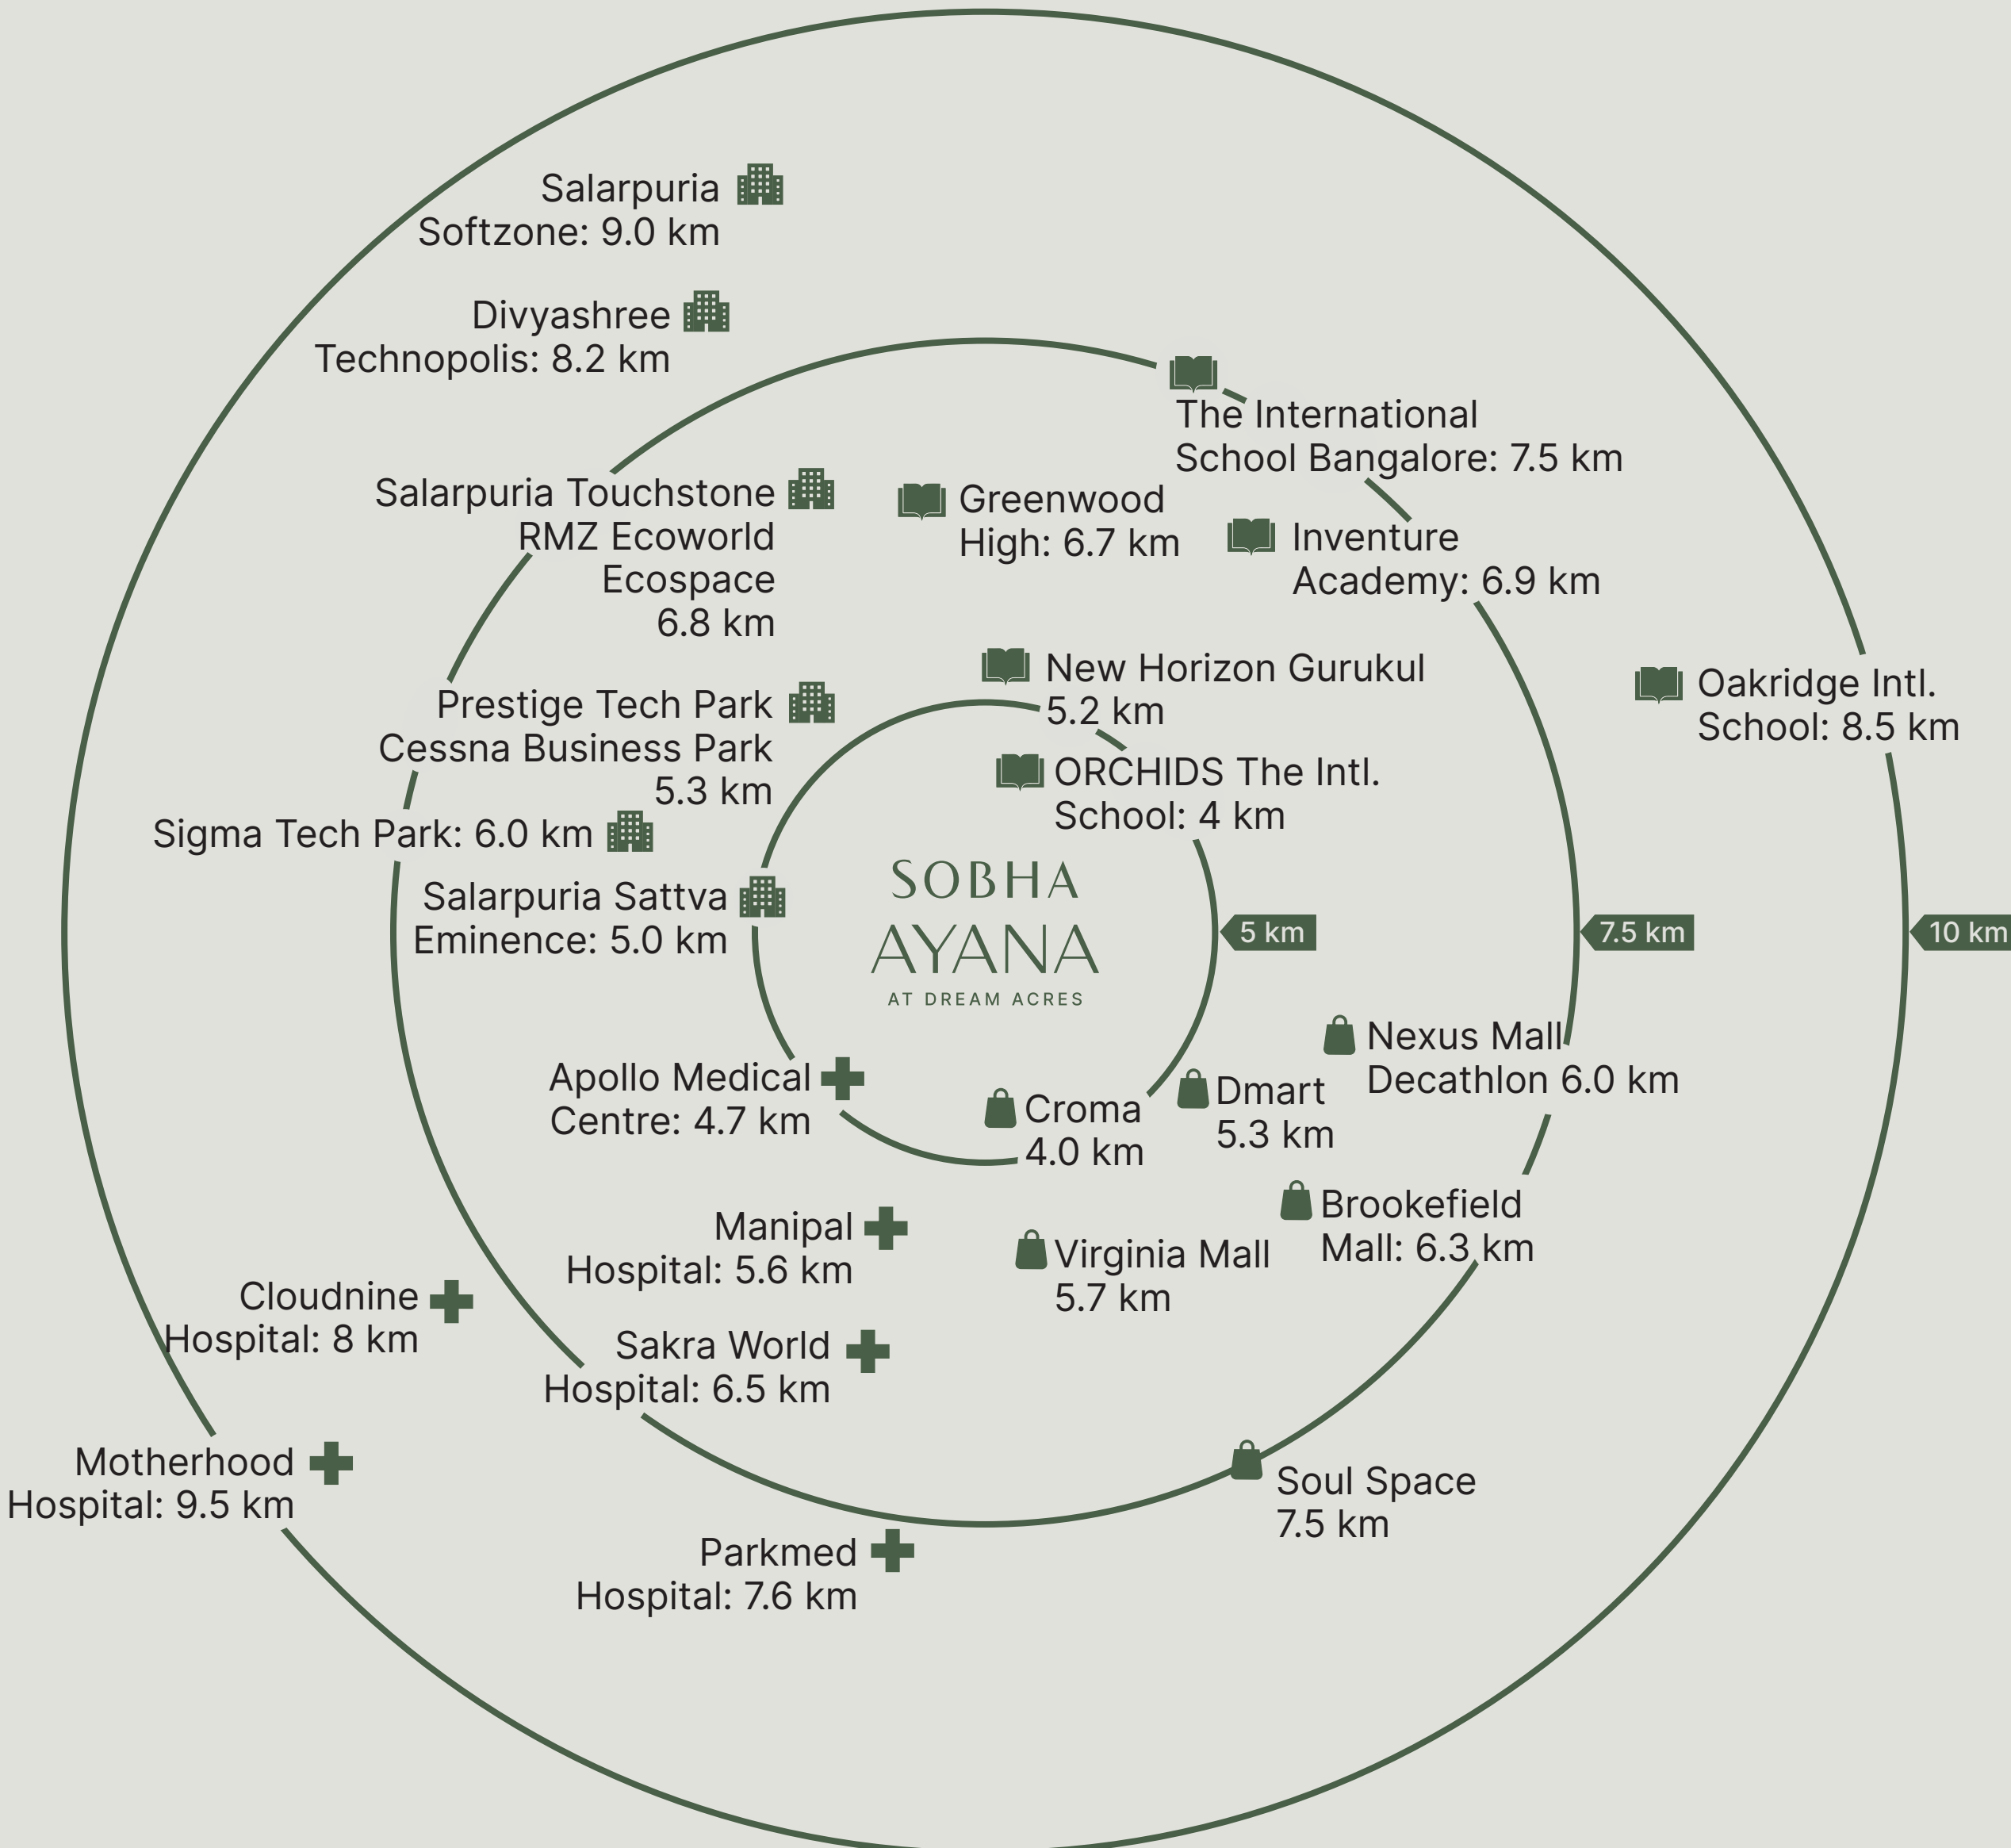 Salarpuria
Softzone: 9.0 km
Divyashree
Technopolis: 8.2 km
The International
School Bangalore: 7.5 km
Salarpuria Touchstone
RMZ Ecoworld
Ecospace
6.8 km
Greenwood
High: 6.7 km
Inventure
Academy: 6.9 km
New Horizon Gurukul
5.2 km
Oakridge Intl.
School: 8.5 km
Prestige Tech Park
Cessna Business Park
5.3 km
ORCHIDS The Intl.
School: 4 km
Sigma Tech Park: 6.0 km
Salarpuria Sattva
Eminence: 5.0 km
SOBHA
AYANA
AT DREAM ACRES
5 km
7.5 km
10 km
Nexus Mall
Decathlon 6.0 km
Apollo Medical
Centre: 4.7 km
Croma
4.0 km
Dmart
5.3 km
Brookefield
Mall: 6.3 km
Manipal
Hospital: 5.6 km
Virginia Mall
5.7 km
Cloudnine
Hospital: 8 km
Sakra World
Hospital: 6.5 km
Motherhood
Hospital: 9.5 km
Soul Space
7.5 km
Parkmed
Hospital: 7.6 km